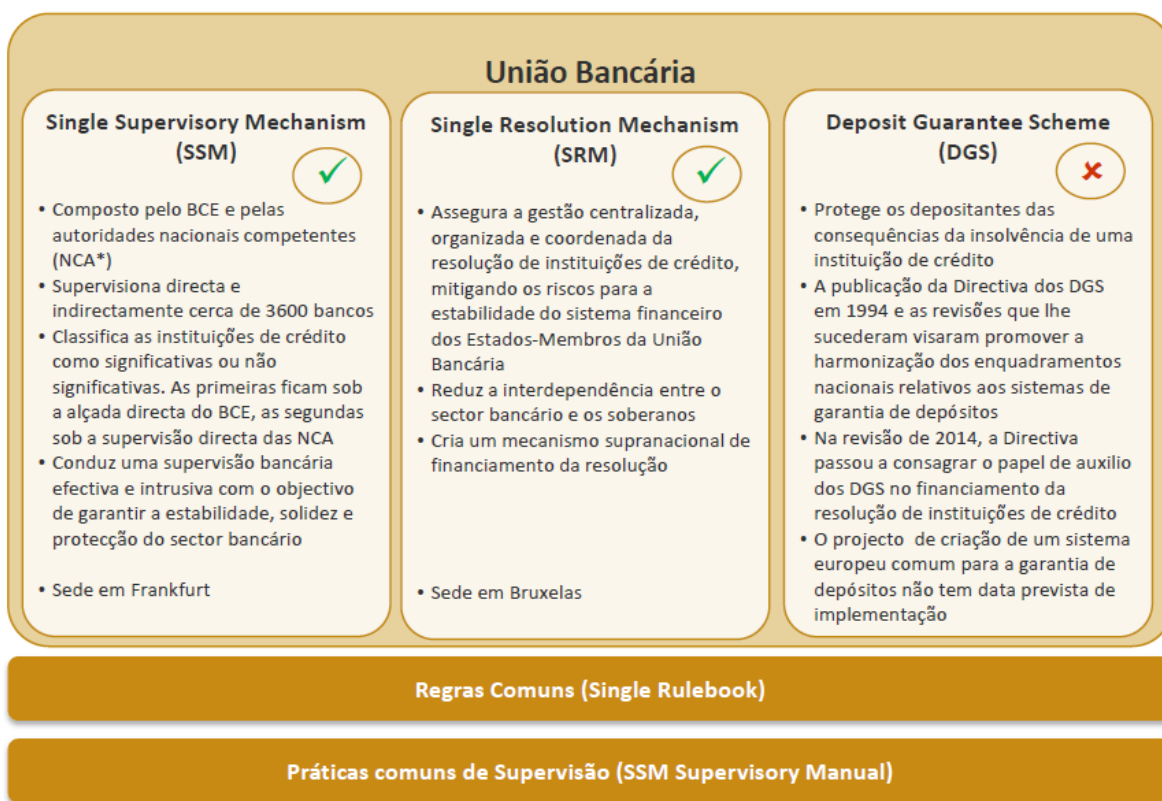 União Bancária
Single Supervisory Mechanism
(SSM)
• Composto pelo BCE e pelas
autoridades nacionais competentes
(NCA*)
• Supervisiona directa e
indirectamente cerca de 3600 bancos
• Classifica as instituições de crédito
como significativas ou não
significativas. As primeiras ficam sob
a alçada directa do BCE, as segundas
sob a supervisão directa das NCA
• Conduz uma supervisão bancária
efectiva e intrusiva com o objectivo
de garantir a estabilidade, solidez e
protecção do sector bancário
• Sede em Frankfurt
Single Resolution Mechanism
(SRM)
• Assegura a gestão centralizada,
organizada e coordenada da
resolução de instituições de crédito,
mitigando os riscos para a
estabilidade do sistema financeiro
dos Estados-Membros da União
Bancária
• Reduz a interdependência entre o
sector bancário e os soberanos
• Cria um mecanismo supranacional de
financiamento da resolução
• Sede em Bruxelas
Deposit Guarantee Scheme
(DGS)
• Protege os depositantes das
consequências da insolvência de uma
instituição de crédito
• A publicação da Directiva dos DGS
em 1994 e as revisões que lhe
sucederam visaram promover a
harmonização dos enquadramentos
nacionais relativos aos sistemas de
garantia de depósitos
• Na revisão de 2014, a Directiva
passou a consagrar o papel de auxilio
dos DGS no financiamento da
resolução de instituições de crédito
• O projecto de criação de um sistema
europeu comum para a garantia de
depósitos não tem data prevista de
implementação
Regras Comuns (Single Rulebook)
Práticas comuns de Supervisão (SSM Supervisory Manual)